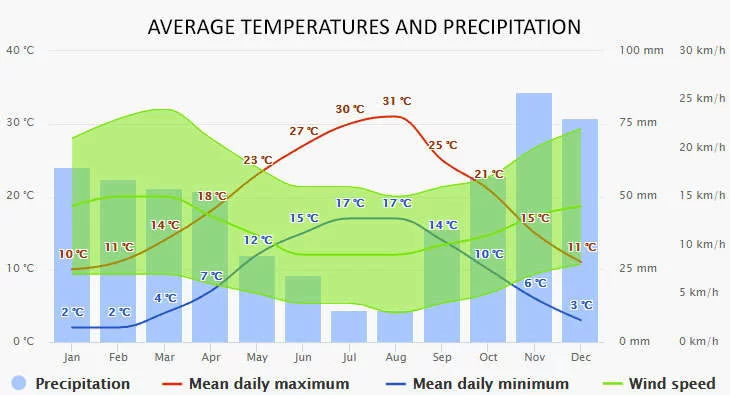 AVERAGE TEMPERATURES AND PRECIPITATION
40 °C 100 mm 30 km/h
25 km/h
30 °C 75 mm
20 km/h
20 °C 50 mm 15 km/h
10 km/h
10 °C 25 mm
5 km/h
0 °C 0 mm 0 km/h
10 °C 11 °C 14 °C 18 °C 23 °C 27 °C 30 °C 31 °C 25 °C 21 °C 15 °C 11 °C
2 °C 2 °C 4 °C 7 °C 12 °C 15 °C 17 °C 17 °C 14 °C 10 °C 6 °C 3 °C
Jan Feb Mar Apr May Jun Jul Aug Sep Oct Nov Dec
Precipitation Mean daily maximum Mean daily minimum Wind speed